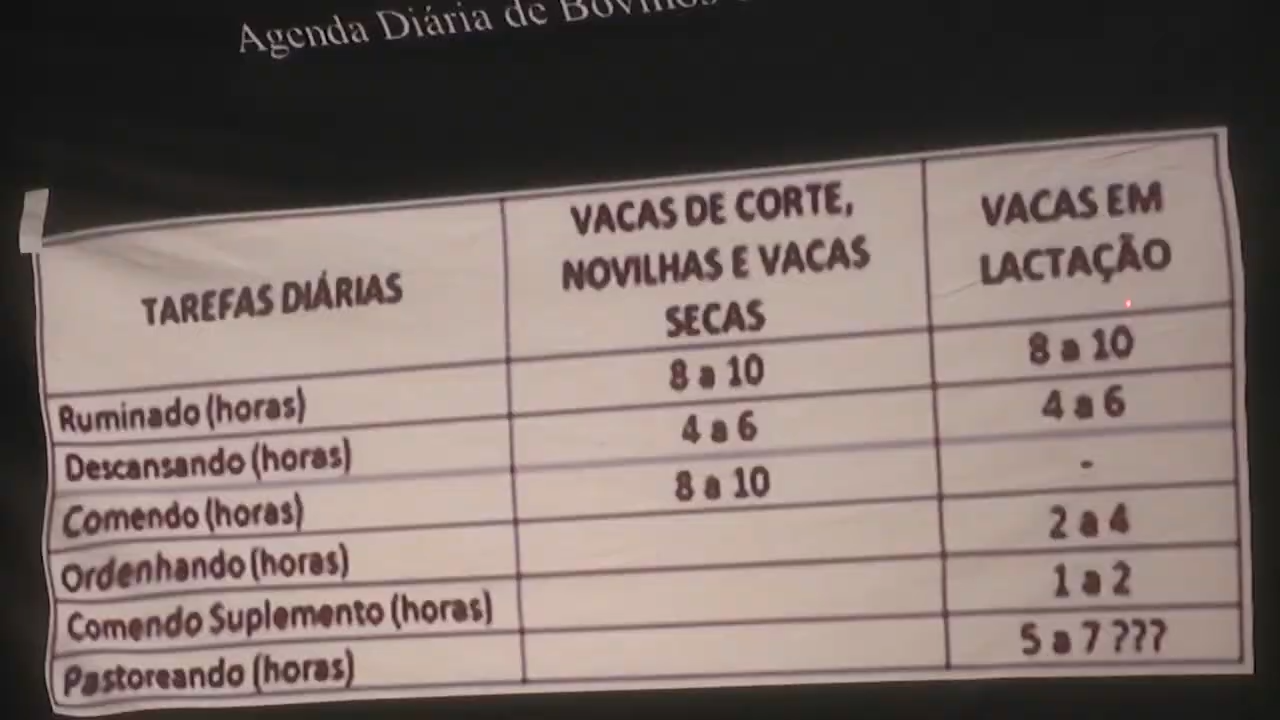 Agenda Diária de Bovinos
TAREFAS DIÁRIAS
VACAS DE CORTE,
NOVILHAS E VACAS
SECAS
VACAS EM
LACTAÇÃO
Ruminado (horas) 8 a 10 8 a 10
Descansando (horas) 4 a 6 4 a 6
Comendo (horas) 8 a 10 -
Ordenhando (horas) 2 a 4
Comendo Suplemento (horas) 1 a 2
Pastoreando (horas) 5 a 7 ???